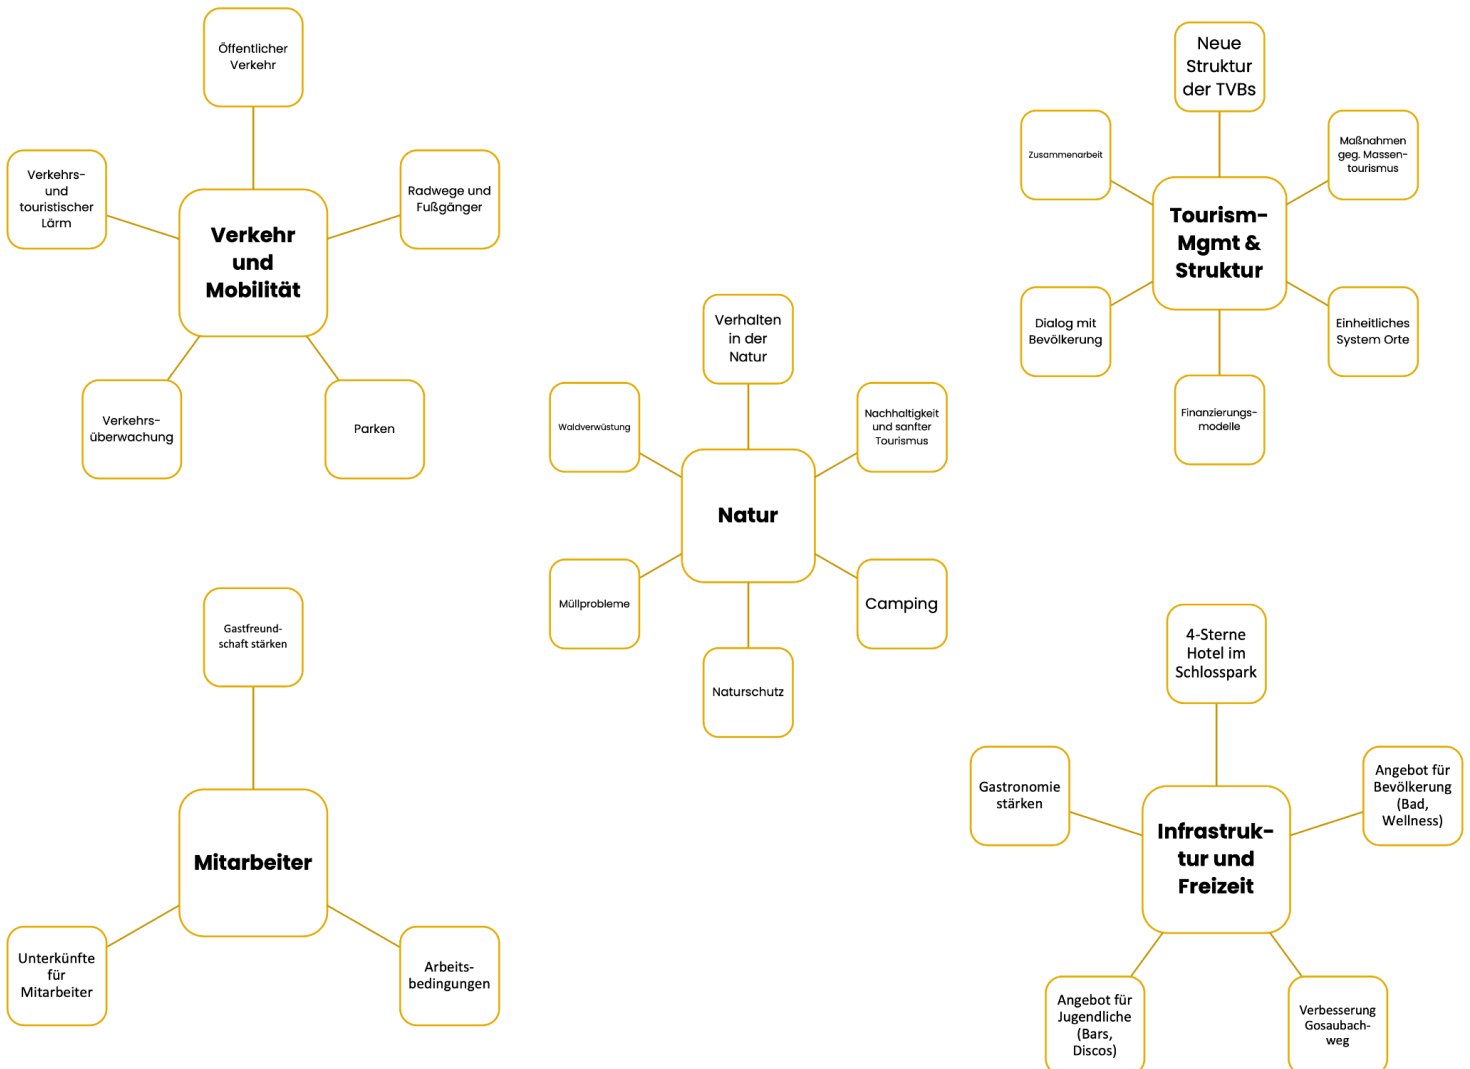 Öffentlicher
Verkehr
Verkehrs-
und
touristischer
Lärm
Radwege und
Fußgänger
Verkehr
und
Mobilität
Verkehrs-
überwachung
Parken
Neue
Struktur
der TVBs
Zusammenarbeit
Maßnahmen
geg. Massen-
tourismus
Tourism-
Mgmt &
Struktur
Dialog mit
Bevölkerung
Einheitliches
System Orte
Finanzierungs-
modelle
Verhalten
in der
Natur
Waldverwüstung
Nachhaltigkeit
und sanfter
Tourismus
Natur
Müllprobleme
Camping
Naturschutz
Gastfreund-
schaft stärken
Mitarbeiter
Unterkünfte
für
Mitarbeiter
Arbeits-
bedingungen
4-Sterne
Hotel im
Schlosspark
Gastronomie
stärken
Angebot für
Bevölkerung
(Bad,
Wellness)
Infrastruk-
tur und
Freizeit
Angebot für
Jugendliche
(Bars,
Discos)
Verbesserung
Gosaubach-
weg